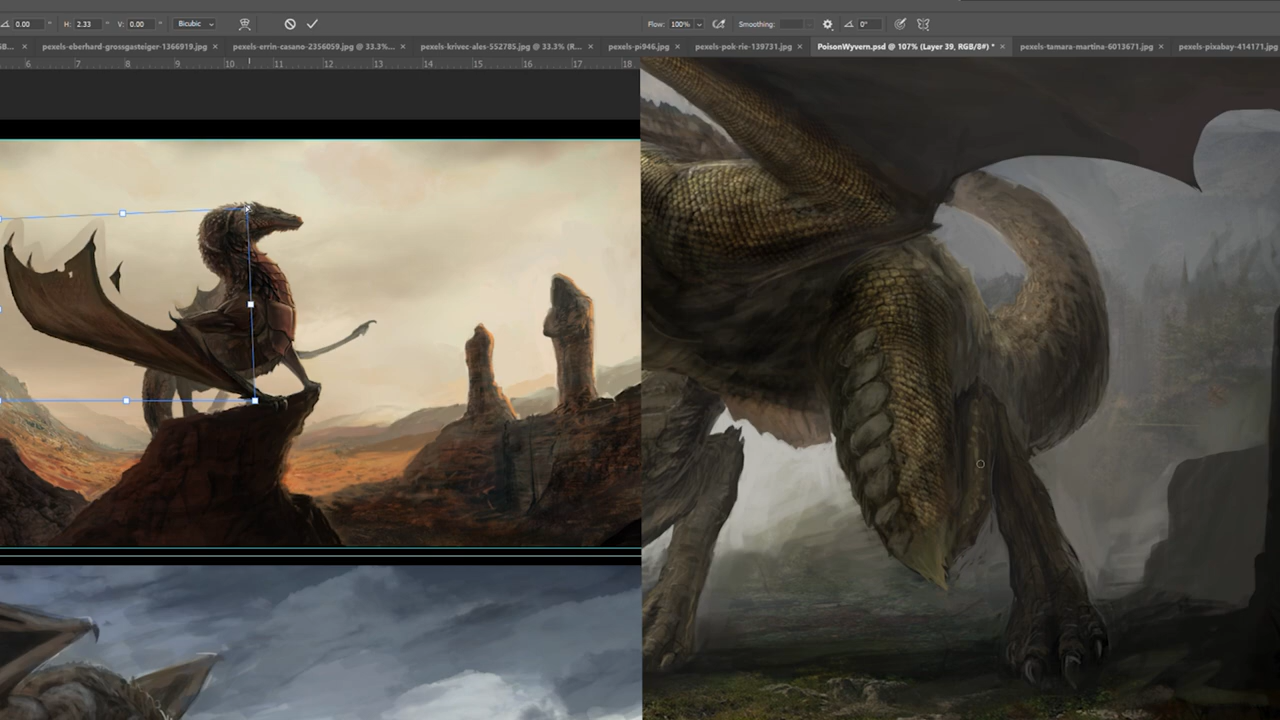 0.00 ° H: 2.33 ° V: 0.00 ° Bicubic Flow: 100% Smoothing: 0°
8... × pexels-eberhard-grossgasteiger-1366919.jpg × pexels-errin-casano-2356059.jpg @ 33.3%... × pexels-krivec-ales-552785.jpg @ 33.3% (R... × pexels-pi946.jpg × pexels-pok-rie-139731.jpg × PoisonWyvern.psd @ 107% (Layer 39, RGB/8#) * × pexels-tamara-martina-6013671.jpg × pexels-pixabay-414171.jpg
6 7 8 9 10 11 12 13 14 15 16 17 18